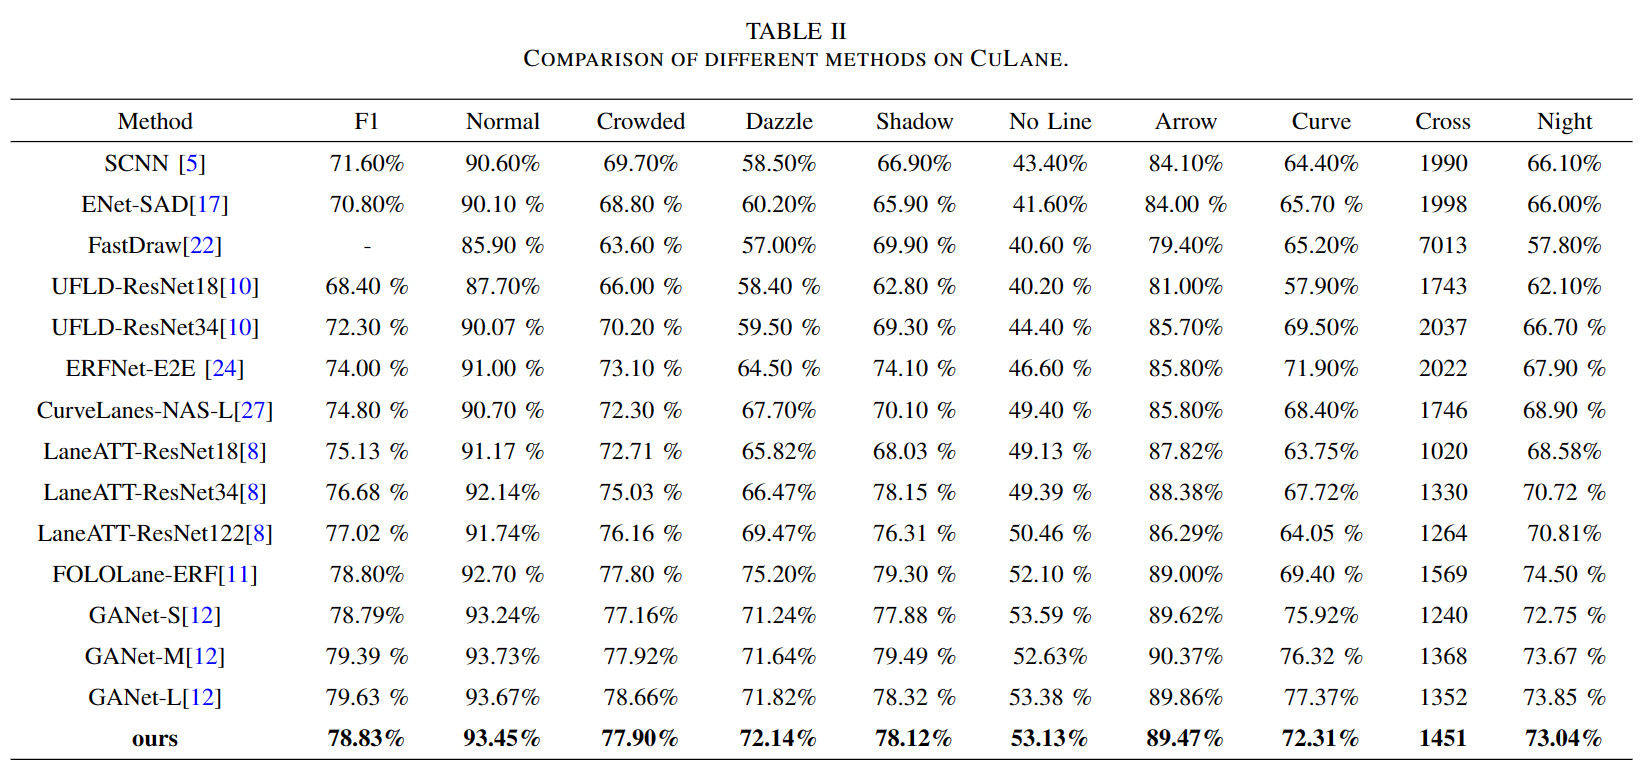 TABLE II
COMPARISON OF DIFFERENT METHODS ON CULANE.
Method F1 Normal Crowded Dazzle Shadow No Line Arrow Curve Cross Night
SCNN [5] 71.60% 90.60% 69.70% 58.50% 66.90% 43.40% 84.10% 64.40% 1990 66.10%
ENet-SAD[17] 70.80% 90.10 % 68.80 % 60.20% 65.90 % 41.60% 84.00 % 65.70 % 1998 66.00%
FastDraw[22] - 85.90 % 63.60 % 57.00% 69.90 % 40.60 % 79.40% 65.20% 7013 57.80%
UFLD-ResNet18[10] 68.40 % 87.70% 66.00 % 58.40 % 62.80 % 40.20 % 81.00% 57.90% 1743 62.10%
UFLD-ResNet34[10] 72.30 % 90.07 % 70.20 % 59.50 % 69.30 % 44.40 % 85.70% 69.50% 2037 66.70 %
ERFNet-E2E [24] 74.00 % 91.00 % 73.10 % 64.50 % 74.10 % 46.60 % 85.80% 71.90% 2022 67.90 %
CurveLanes-NAS-L[27] 74.80 % 90.70 % 72.30 % 67.70% 70.10 % 49.40 % 85.80% 68.40% 1746 68.90 %
LaneATT-ResNet18[8] 75.13 % 91.17 % 72.71 % 65.82% 68.03 % 49.13 % 87.82% 63.75% 1020 68.58%
LaneATT-ResNet34[8] 76.68 % 92.14% 75.03 % 66.47% 78.15 % 49.39 % 88.38% 67.72% 1330 70.72 %
LaneATT-ResNet122[8] 77.02 % 91.74% 76.16 % 69.47% 76.31 % 50.46 % 86.29% 64.05 % 1264 70.81%
FOLOLane-ERF[11] 78.80% 92.70 % 77.80 % 75.20% 79.30 % 52.10 % 89.00% 69.40 % 1569 74.50 %
GANet-S[12] 78.79% 93.24% 77.16% 71.24% 77.88 % 53.59 % 89.62% 75.92% 1240 72.75 %
GANet-M[12] 79.39 % 93.73% 77.92% 71.64% 79.49 % 52.63% 90.37% 76.32 % 1368 73.67 %
GANet-L[12] 79.63 % 93.67% 78.66% 71.82% 78.32 % 53.38 % 89.86% 77.37% 1352 73.85 %
ours 78.83% 93.45% 77.90% 72.14% 78.12% 53.13% 89.47% 72.31% 1451 73.04%